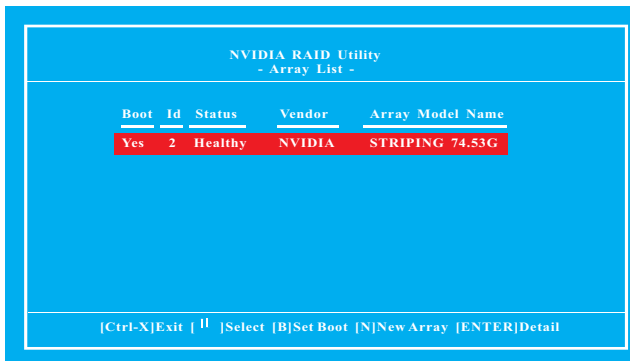 NVIDIA RAID Utility
- Array List -
Boot Id Status Vendor Array Model Name
Yes 2 Healthy NVIDIA STRIPING 74.53G
[Ctrl-X]Exit [ ]Select [B]Set Boot [N]New Array [ENTER]Detail